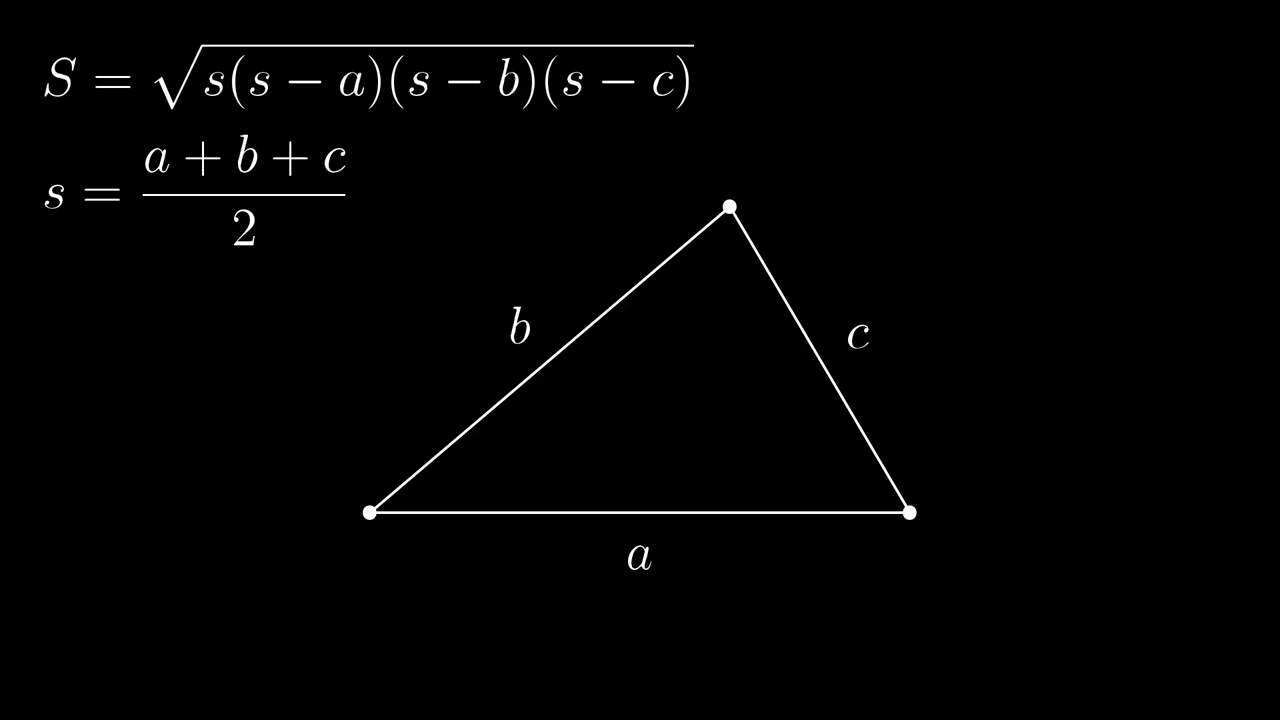 S = √s(s − a)(s − b)(s − c)
s = (a + b + c)/2
b
c
a